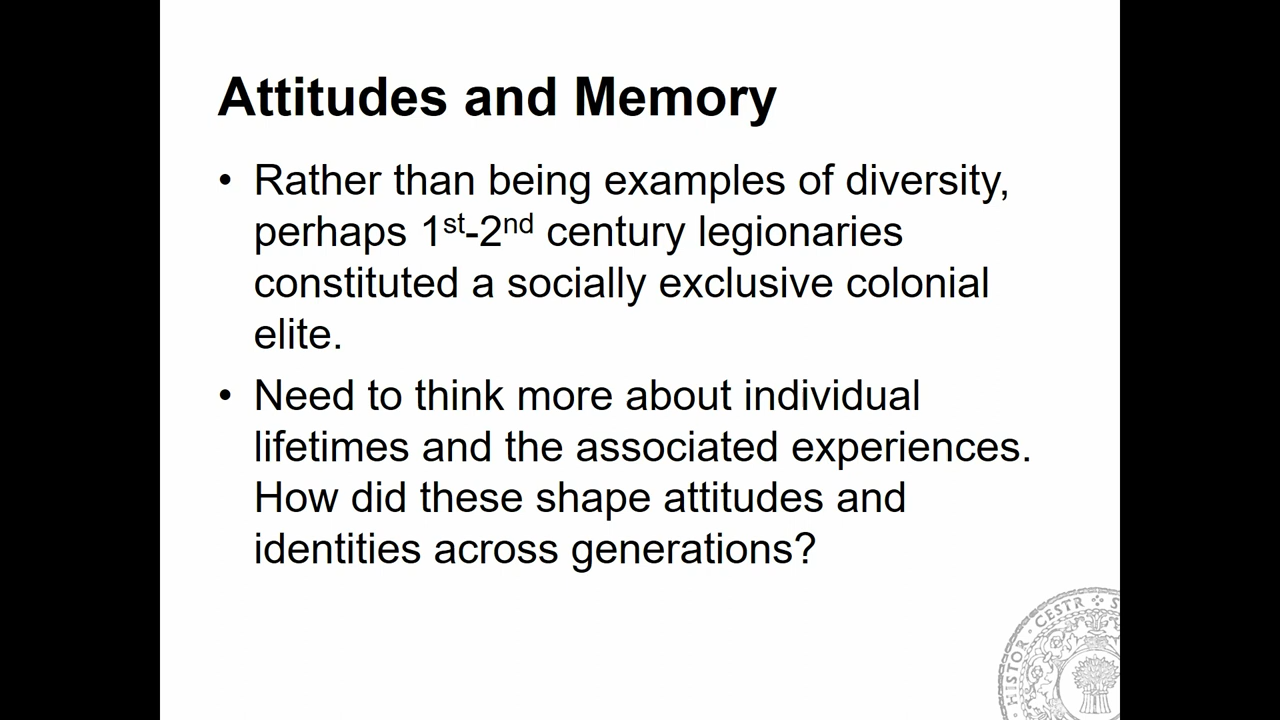 Attitudes and Memory
• Rather than being examples of diversity,
perhaps 1st-2nd century legionaries
constituted a socially exclusive colonial
elite.
• Need to think more about individual
lifetimes and the associated experiences.
How did these shape attitudes and
identities across generations?
HISTOR · CESTR ❖ S